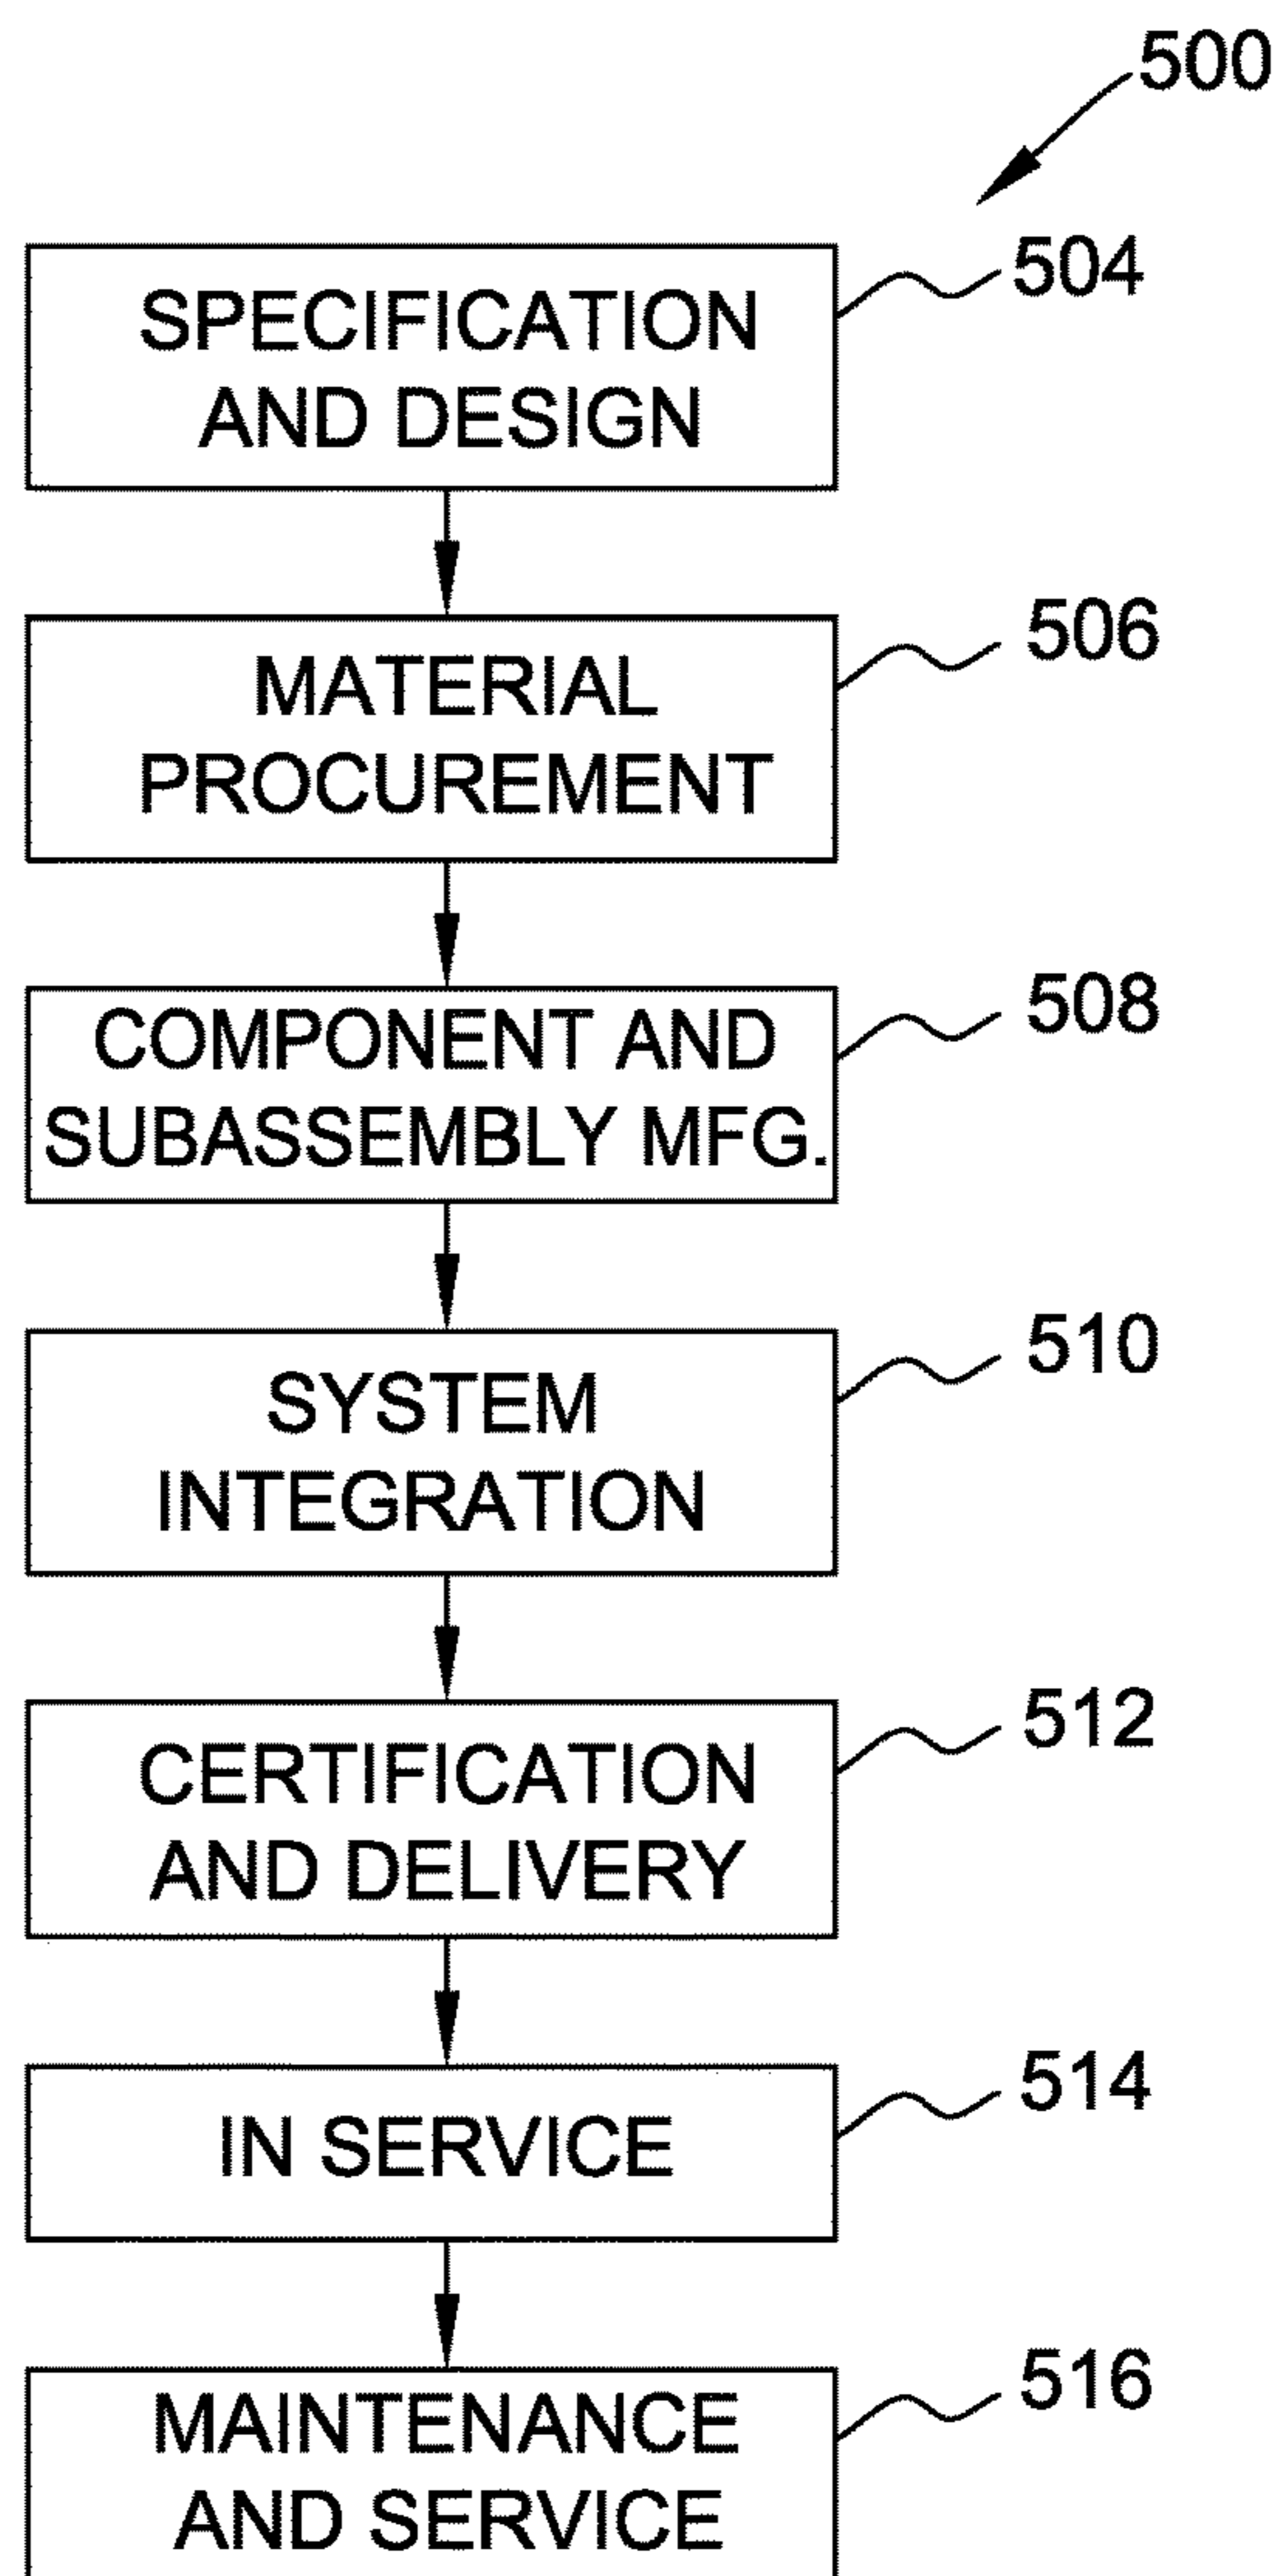 500
SPECIFICATION
AND DESIGN
504
MATERIAL
PROCUREMENT
506
COMPONENT AND
SUBASSEMBLY MFG.
508
SYSTEM
INTEGRATION
510
CERTIFICATION
AND DELIVERY
512
IN SERVICE
514
MAINTENANCE
AND SERVICE
516